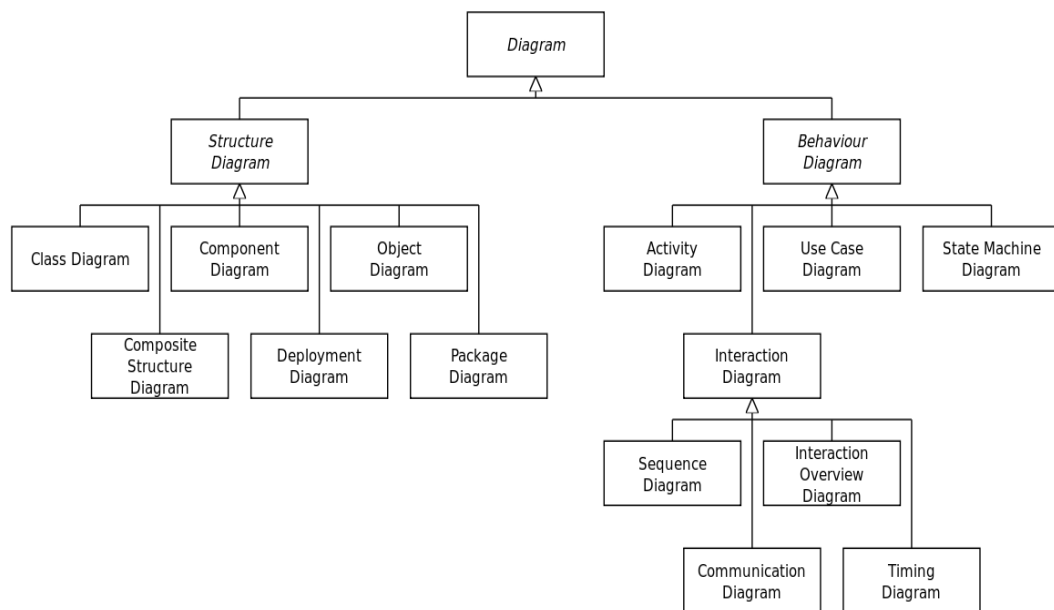 Diagram
Structure
Diagram
Behaviour
Diagram
Class Diagram
Component
Diagram
Object
Diagram
Activity
Diagram
Use Case
Diagram
State Machine
Diagram
Composite
Structure
Diagram
Deployment
Diagram
Package
Diagram
Interaction
Diagram
Sequence
Diagram
Interaction
Overview
Diagram
Communication
Diagram
Timing
Diagram